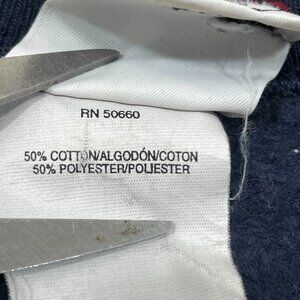 RN 50660
50% COTTON/ALGODÓN/COTON
50% POLYESTER/POLIESTER